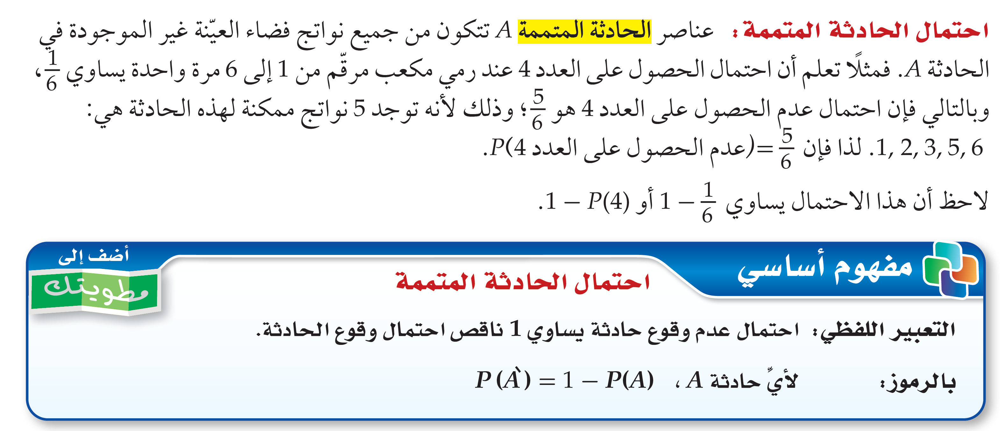 احتمال الحادثة المتممة: عناصر الحادثة المتممة A تتكون من جميع نواتج فضاء العيّنة غير الموجودة في
الحادثة A. فمثلًا تعلم أن احتمال الحصول على العدد 4 عند رمي مكعب مرقّم من 1 إلى 6 مرة واحدة يساوي 1/6،
وبالتالي فإن احتمال عدم الحصول على العدد 4 هو 5/6؛ وذلك لأنه توجد 5 نواتج ممكنة لهذه الحادثة هي:
1, 2, 3, 5, 6. لذا فإن P(4 عدم الحصول على العدد)= 5/6.
لاحظ أن هذا الاحتمال يساوي 1 − 1/6 أو 1 − P(4).
مفهوم أساسي
أضف إلى
مطويتك
احتمال الحادثة المتممة
التعبير اللفظي: احتمال عدم وقوع حادثة يساوي 1 ناقص احتمال وقوع الحادثة.
بالرموز: لأيِّ حادثة A ، P (A̒) = 1 − P(A)